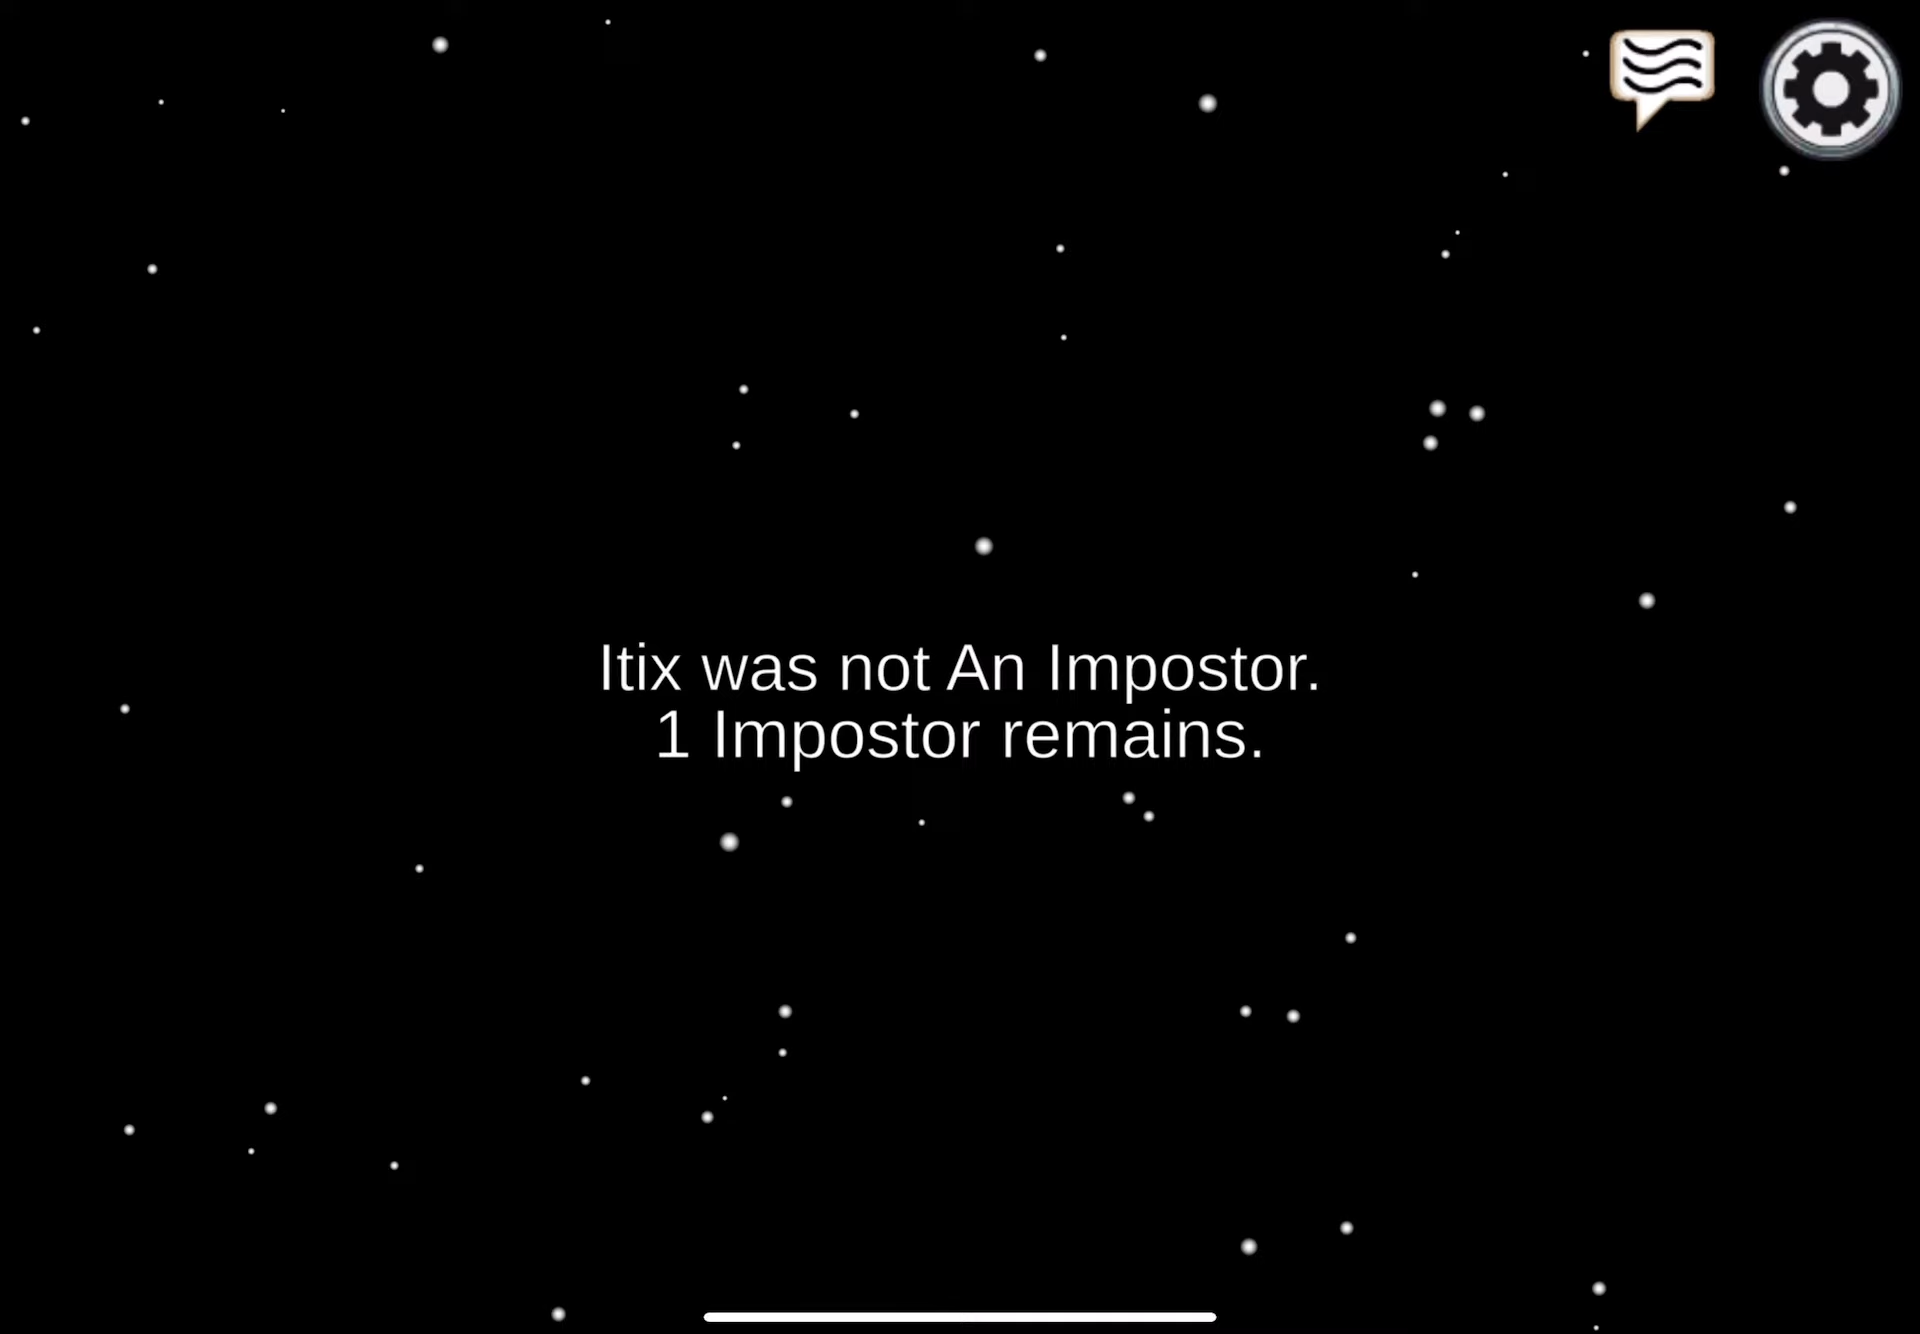 Itix was not An Impostor.
1 Impostor remains.